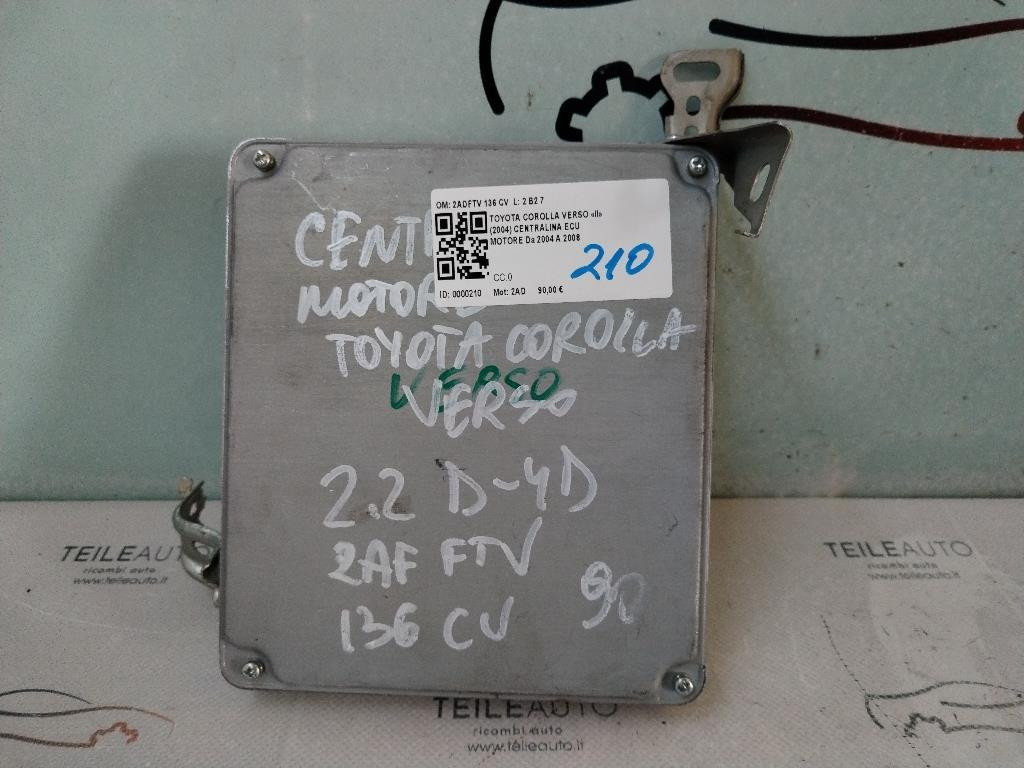 OM: 2ADFTV 136 CV L: 2 B2 7
TOYOTA COROLLA VERSO «II»
(2004) CENTRALINA ECU
MOTORE Da 2004 A 2008
210
CC:0
ID: 0000210 Mot: 2AD 90,00 €
CENT
MOTORE
TOYOTA COROLLA
VERSO
VERSO
2.2 D-4D
2AF FTV
136 CV 90
TEILEAUTO
ricambi auto
www.teileauto.it
TEILEAUTO
ricambi auto
www.teileauto.it
TEILEAUTO
ricambi auto
www.teileauto.it